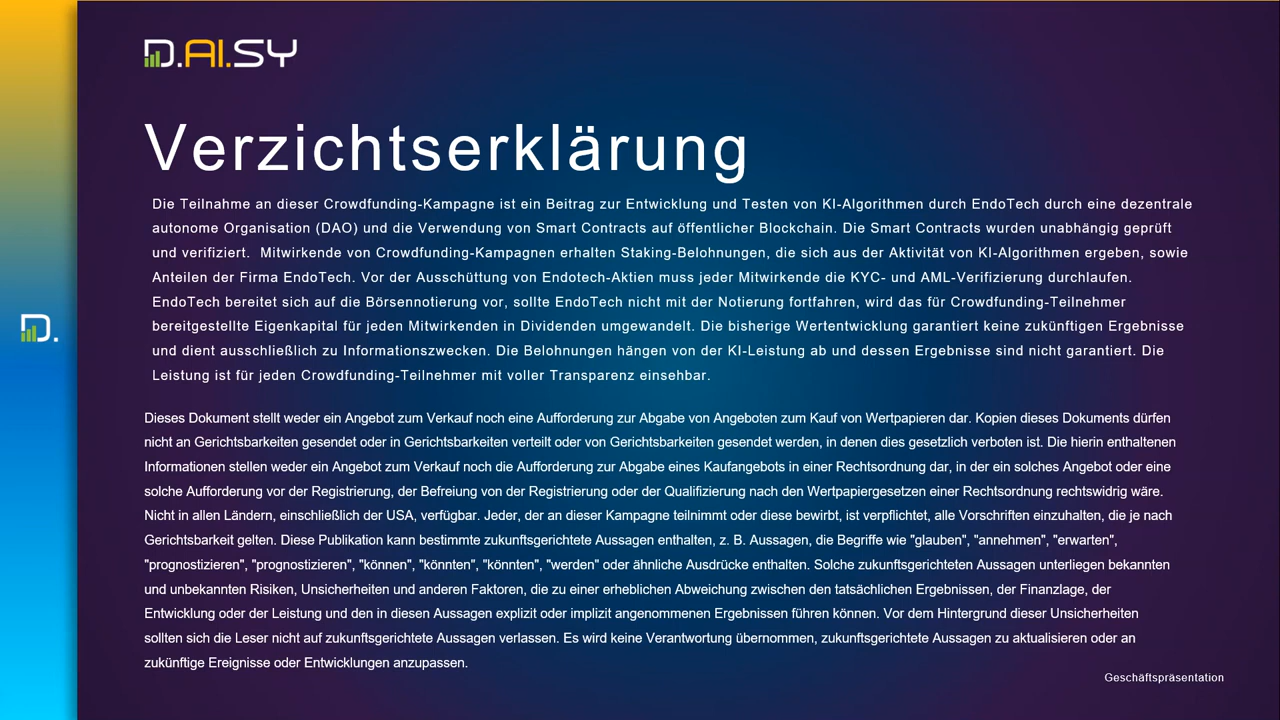 D.AI.SY
Verzichtserklärung
Die Teilnahme an dieser Crowdfunding-Kampagne ist ein Beitrag zur Entwicklung und Testen von KI-Algorithmen durch EndoTech durch eine dezentrale
autonome Organisation (DAO) und die Verwendung von Smart Contracts auf öffentlicher Blockchain. Die Smart Contracts wurden unabhängig geprüft
und verifiziert.  Mitwirkende von Crowdfunding-Kampagnen erhalten Staking-Belohnungen, die sich aus der Aktivität von KI-Algorithmen ergeben, sowie
Anteilen der Firma EndoTech. Vor der Ausschüttung von Endotech-Aktien muss jeder Mitwirkende die KYC- und AML-Verifizierung durchlaufen.
EndoTech bereitet sich auf die Börsennotierung vor, sollte EndoTech nicht mit der Notierung fortfahren, wird das für Crowdfunding-Teilnehmer
bereitgestellte Eigenkapital für jeden Mitwirkenden in Dividenden umgewandelt. Die bisherige Wertentwicklung garantiert keine zukünftigen Ergebnisse
und dient ausschließlich zu Informationszwecken. Die Belohnungen hängen von der KI-Leistung ab und dessen Ergebnisse sind nicht garantiert. Die
Leistung ist für jeden Crowdfunding-Teilnehmer mit voller Transparenz einsehbar.
Dieses Dokument stellt weder ein Angebot zum Verkauf noch eine Aufforderung zur Abgabe von Angeboten zum Kauf von Wertpapieren dar. Kopien dieses Dokuments dürfen
nicht an Gerichtsbarkeiten gesendet oder in Gerichtsbarkeiten verteilt oder von Gerichtsbarkeiten gesendet werden, in denen dies gesetzlich verboten ist. Die hierin enthaltenen
Informationen stellen weder ein Angebot zum Verkauf noch die Aufforderung zur Abgabe eines Kaufangebots in einer Rechtsordnung dar, in der ein solches Angebot oder eine
solche Aufforderung vor der Registrierung, der Befreiung von der Registrierung oder der Qualifizierung nach den Wertpapiergesetzen einer Rechtsordnung rechtswidrig wäre.
Nicht in allen Ländern, einschließlich der USA, verfügbar. Jeder, der an dieser Kampagne teilnimmt oder diese bewirbt, ist verpflichtet, alle Vorschriften einzuhalten, die je nach
Gerichtsbarkeit gelten. Diese Publikation kann bestimmte zukunftsgerichtete Aussagen enthalten, z. B. Aussagen, die Begriffe wie "glauben", "annehmen", "erwarten",
"prognostizieren", "prognostizieren", "können", "könnten", "könnten", "werden" oder ähnliche Ausdrücke enthalten. Solche zukunftsgerichteten Aussagen unterliegen bekannten
und unbekannten Risiken, Unsicherheiten und anderen Faktoren, die zu einer erheblichen Abweichung zwischen den tatsächlichen Ergebnissen, der Finanzlage, der
Entwicklung oder der Leistung und den in diesen Aussagen explizit oder implizit angenommenen Ergebnissen führen können. Vor dem Hintergrund dieser Unsicherheiten
sollten sich die Leser nicht auf zukunftsgerichtete Aussagen verlassen. Es wird keine Verantwortung übernommen, zukunftsgerichtete Aussagen zu aktualisieren oder an
zukünftige Ereignisse oder Entwicklungen anzupassen.
D.
Geschäftspräsentation